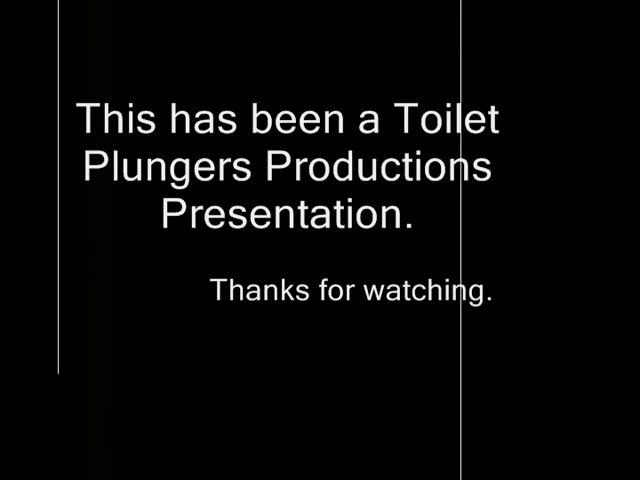 This has been a Toilet
Plungers Productions
Presentation.
Thanks for watching.